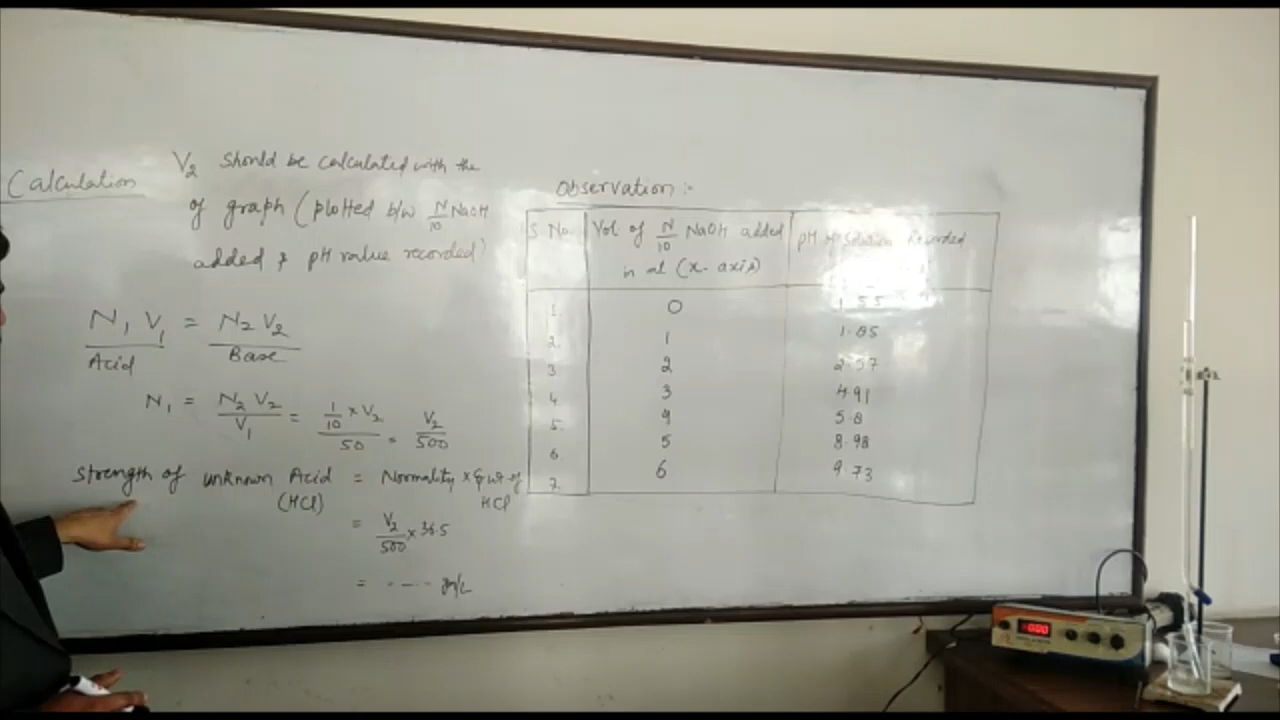 Calculation
V2 should be calculated with the
of graph (plotted b/w N/10 NaOH
added & pH value recorded)
N1 V1 = N2 V2
Acid Base
N1 = N2 V2 / V1 = 1/10 × V2 / 50 = V2/500
Strength of unknown Acid = Normality × Eq wt of
(HCl) HCl
= V2/500 × 36.5
= ---- gm/L
Observation :-
S No. Vol of N/10 NaOH added pH of Solution Recorded
in ml (x-axis)
1. 0 1.55
2. 1 1.85
3 2 2.57
4 3 4.91
5. 4 5.8
6. 5 8.98
7. 6 9.73